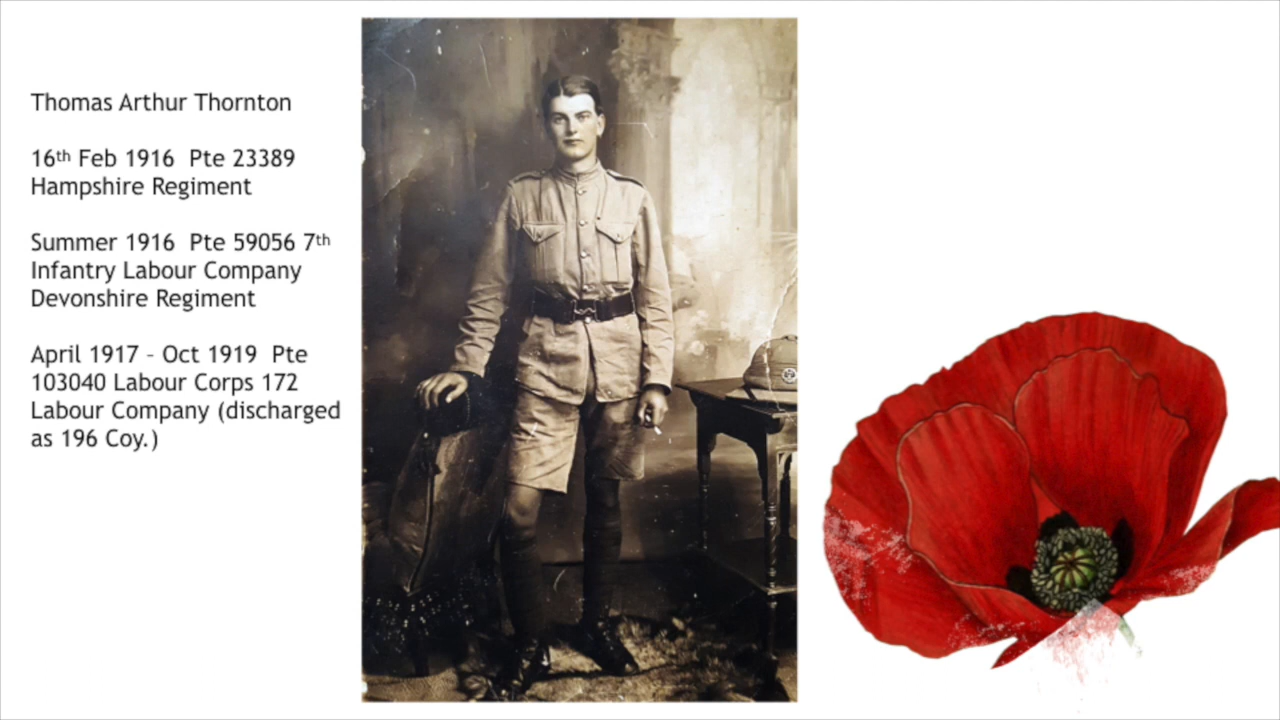 Thomas Arthur Thornton
16th Feb 1916 Pte 23389
Hampshire Regiment
Summer 1916 Pte 59056 7th
Infantry Labour Company
Devonshire Regiment
April 1917 – Oct 1919 Pte
103040 Labour Corps 172
Labour Company (discharged
as 196 Coy.)